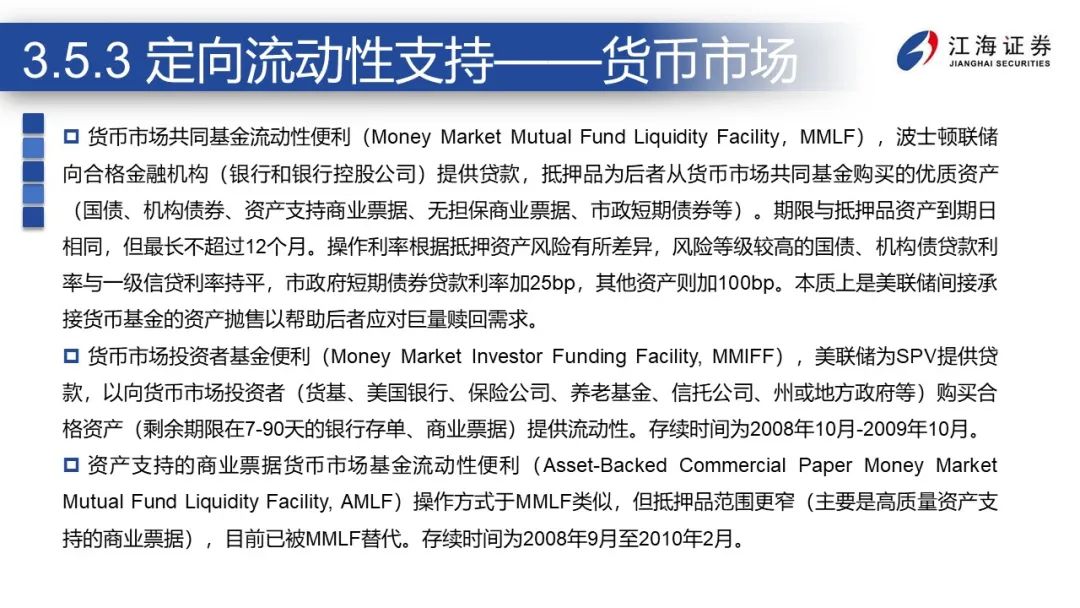 3.5.3 定向流动性支持——货币市场
江海证券
JIANGHAI SECURITIES
货币市场共同基金流动性便利（Money Market Mutual Fund Liquidity Facility，MMLF），波士顿联储
向合格金融机构（银行和银行控股公司）提供贷款，抵押品为后者从货币市场共同基金购买的优质资产
（国债、机构债券、资产支持商业票据、无担保商业票据、市政短期债券等）。期限与抵押品资产到期日
相同，但最长不超过12个月。操作利率根据抵押资产风险有所差异，风险等级较高的国债、机构债贷款利
率与一级信贷利率持平，市政府短期债券贷款利率加25bp，其他资产则加100bp。本质上是美联储间接承
接货币基金的资产抛售以帮助后者应对巨量赎回需求。
货币市场投资者基金便利（Money Market Investor Funding Facility, MMIFF），美联储为SPV提供贷
款，以向货币市场投资者（货基、美国银行、保险公司、养老基金、信托公司、州或地方政府等）购买合
格资产（剩余期限在7-90天的银行存单、商业票据）提供流动性。存续时间为2008年10月-2009年10月。
资产支持的商业票据货币市场基金流动性便利（Asset-Backed Commercial Paper Money Market
Mutual Fund Liquidity Facility, AMLF）操作方式于MMLF类似，但抵押品范围更窄（主要是高质量资产支
持的商业票据），目前已被MMLF替代。存续时间为2008年9月至2010年2月。